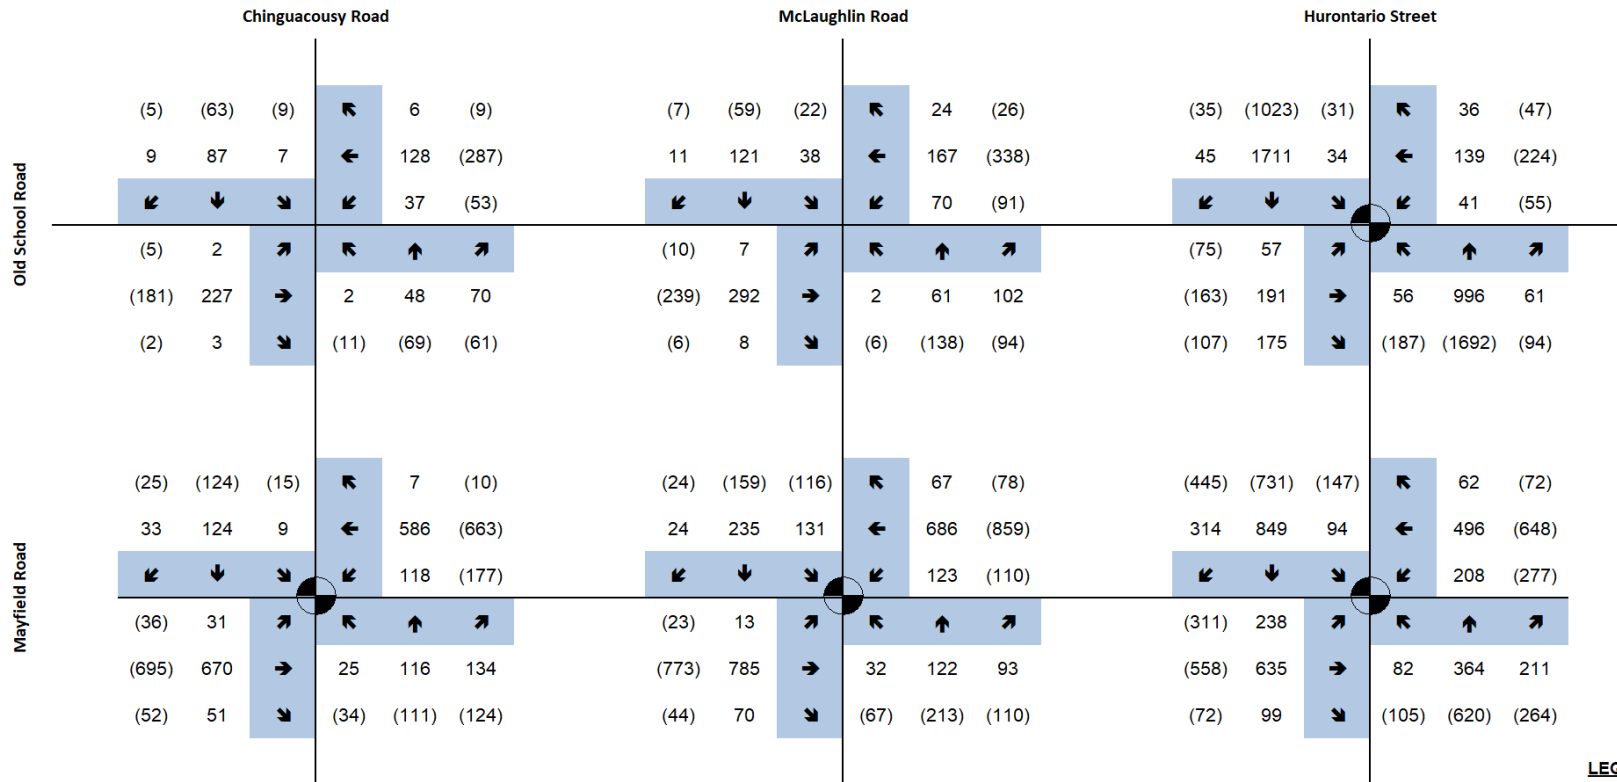 Chinguacousy Road McLaughlin Road Hurontario Street
(5) (63) (9) 6 (9) (7) (59) (22) 24 (26) (35) (1023) (31) 36 (47)
9 87 7 128 (287) 11 121 38 167 (338) 45 1711 34 139 (224)
37 (53) 70 (91) 41 (55)
Old School Road
(5) 2 (10) 7 (75) 57
(181) 227 2 48 70 (239) 292 2 61 102 (163) 191 56 996 61
(2) 3 (11) (69) (61) (6) 8 (6) (138) (94) (107) 175 (187) (1692) (94)
(25) (124) (15) 7 (10) (24) (159) (116) 67 (78) (445) (731) (147) 62 (72)
33 124 9 586 (663) 24 235 131 686 (859) 314 849 94 496 (648)
118 (177) 123 (110) 208 (277)
Mayfield Road
(36) 31 (23) 13 (311) 238
(695) 670 25 116 134 (773) 785 32 122 93 (558) 635 82 364 211
(52) 51 (34) (111) (124) (44) 70 (67) (213) (110) (72) 99 (105) (620) (264)